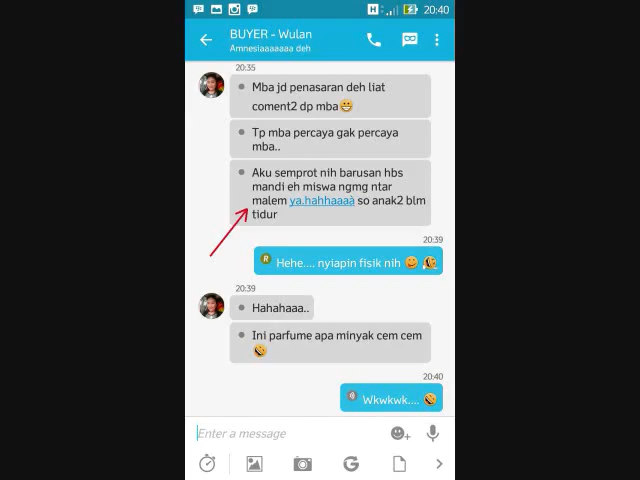 20:40
BUYER - Wulan
Amnesiaaaaaaa deh
20:35
Mba jd penasaran deh liat
coment2 dp mba
Tp mba percaya gak percaya
mba..
Aku semprot nih barusan hbs
mandi eh miswa ngmg ntar
malem ya.hahhaaaà so anak2 blm
tidur
20:39
R Hehe.... nyiapin fisik nih
20:39
Hahahaaa..
Ini parfume apa minyak cem cem
20:40
Wkwkwk....
Enter a message